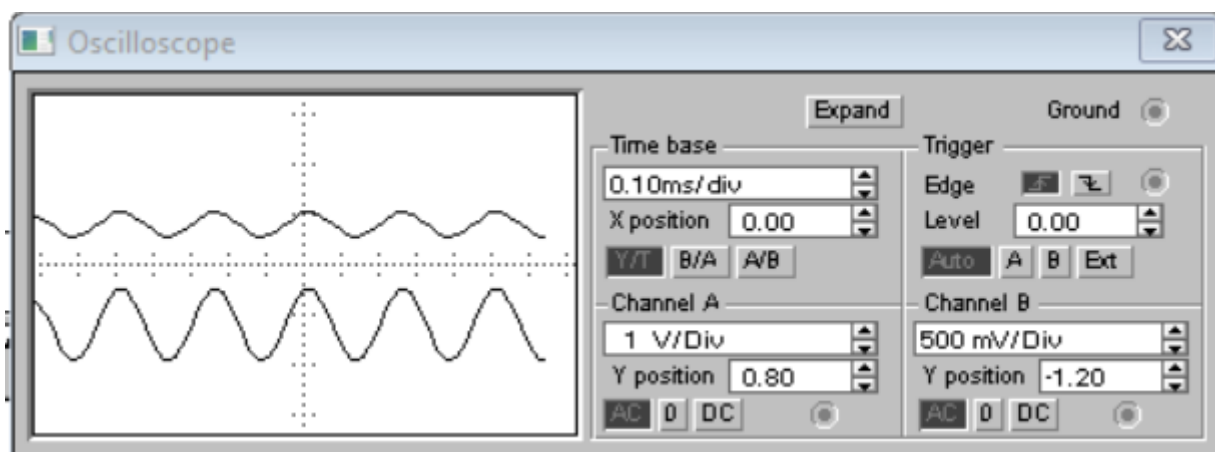 Oscilloscope
Expand
Ground
Time base
0.10ms/div
X position 0.00
Y/T B/A A/B
Trigger
Edge
Level 0.00
Auto A B Ext
Channel A
1 V/Div
Y position 0.80
AC 0 DC
Channel B
500 mV/Div
Y position -1.20
AC 0 DC